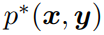 p*(x, y)